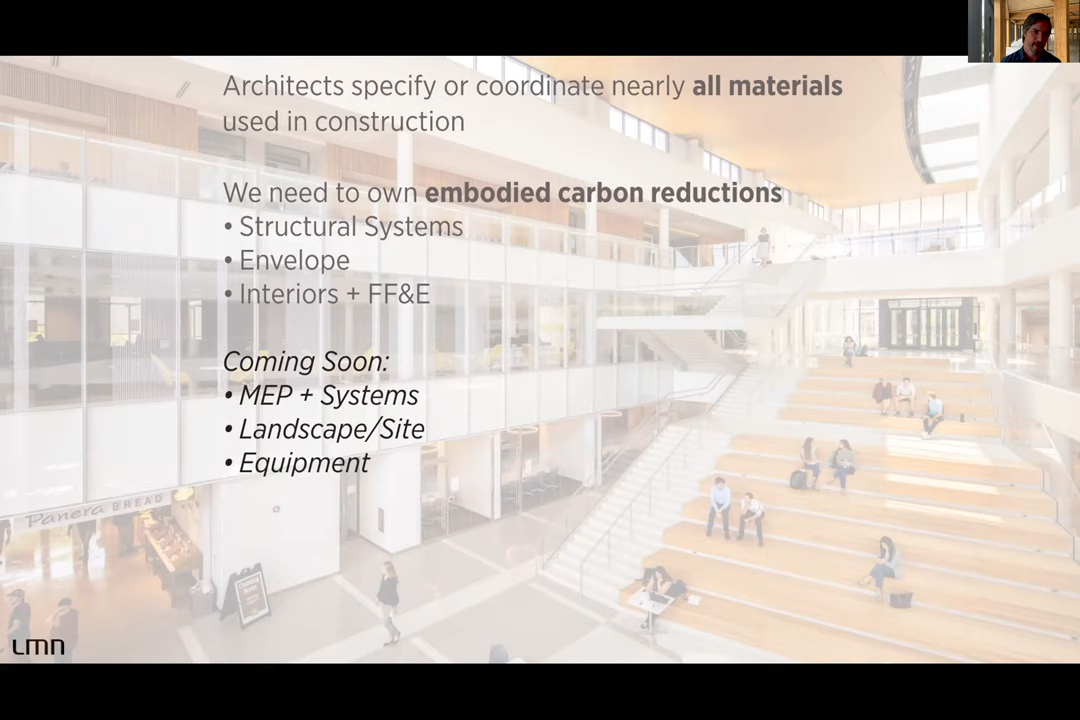 Architects specify or coordinate nearly all materials
used in construction
We need to own embodied carbon reductions
• Structural Systems
• Envelope
• Interiors + FF&E
Coming Soon:
• MEP + Systems
• Landscape/Site
• Equipment
Panera BREAD
LMN